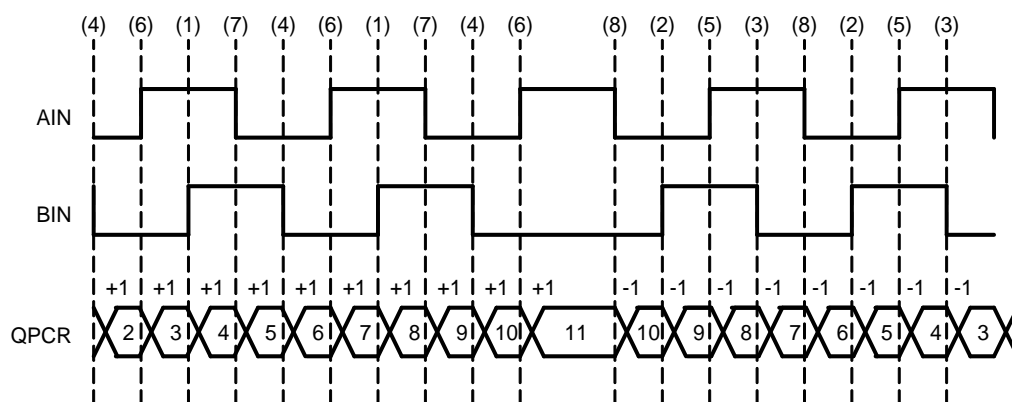 (4) (6) (1) (7) (4) (6) (1) (7) (4) (6) (8) (2) (5) (3) (8) (2) (5) (3)
AIN
BIN
+1 +1 +1 +1 +1 +1 +1 +1 +1 +1 -1 -1 -1 -1 -1 -1 -1 -1
QPCR 2 3 4 5 6 7 8 9 10 11 10 9 8 7 6 5 4 3